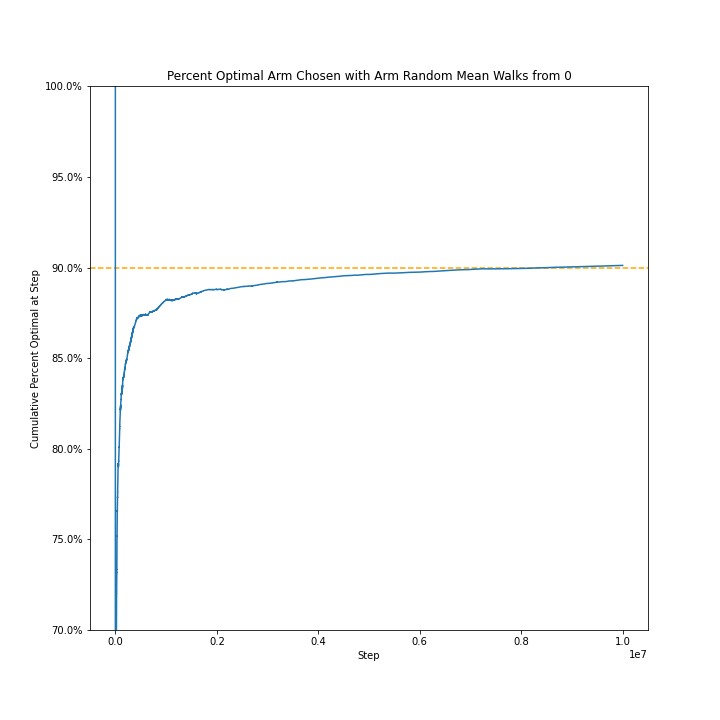 Percent Optimal Arm Chosen with Arm Random Mean Walks from 0
100.0%
95.0%
90.0%
85.0%
80.0%
75.0%
70.0%
Cumulative Percent Optimal at Step
0.0 0.2 0.4 0.6 0.8 1.0
1e7
Step